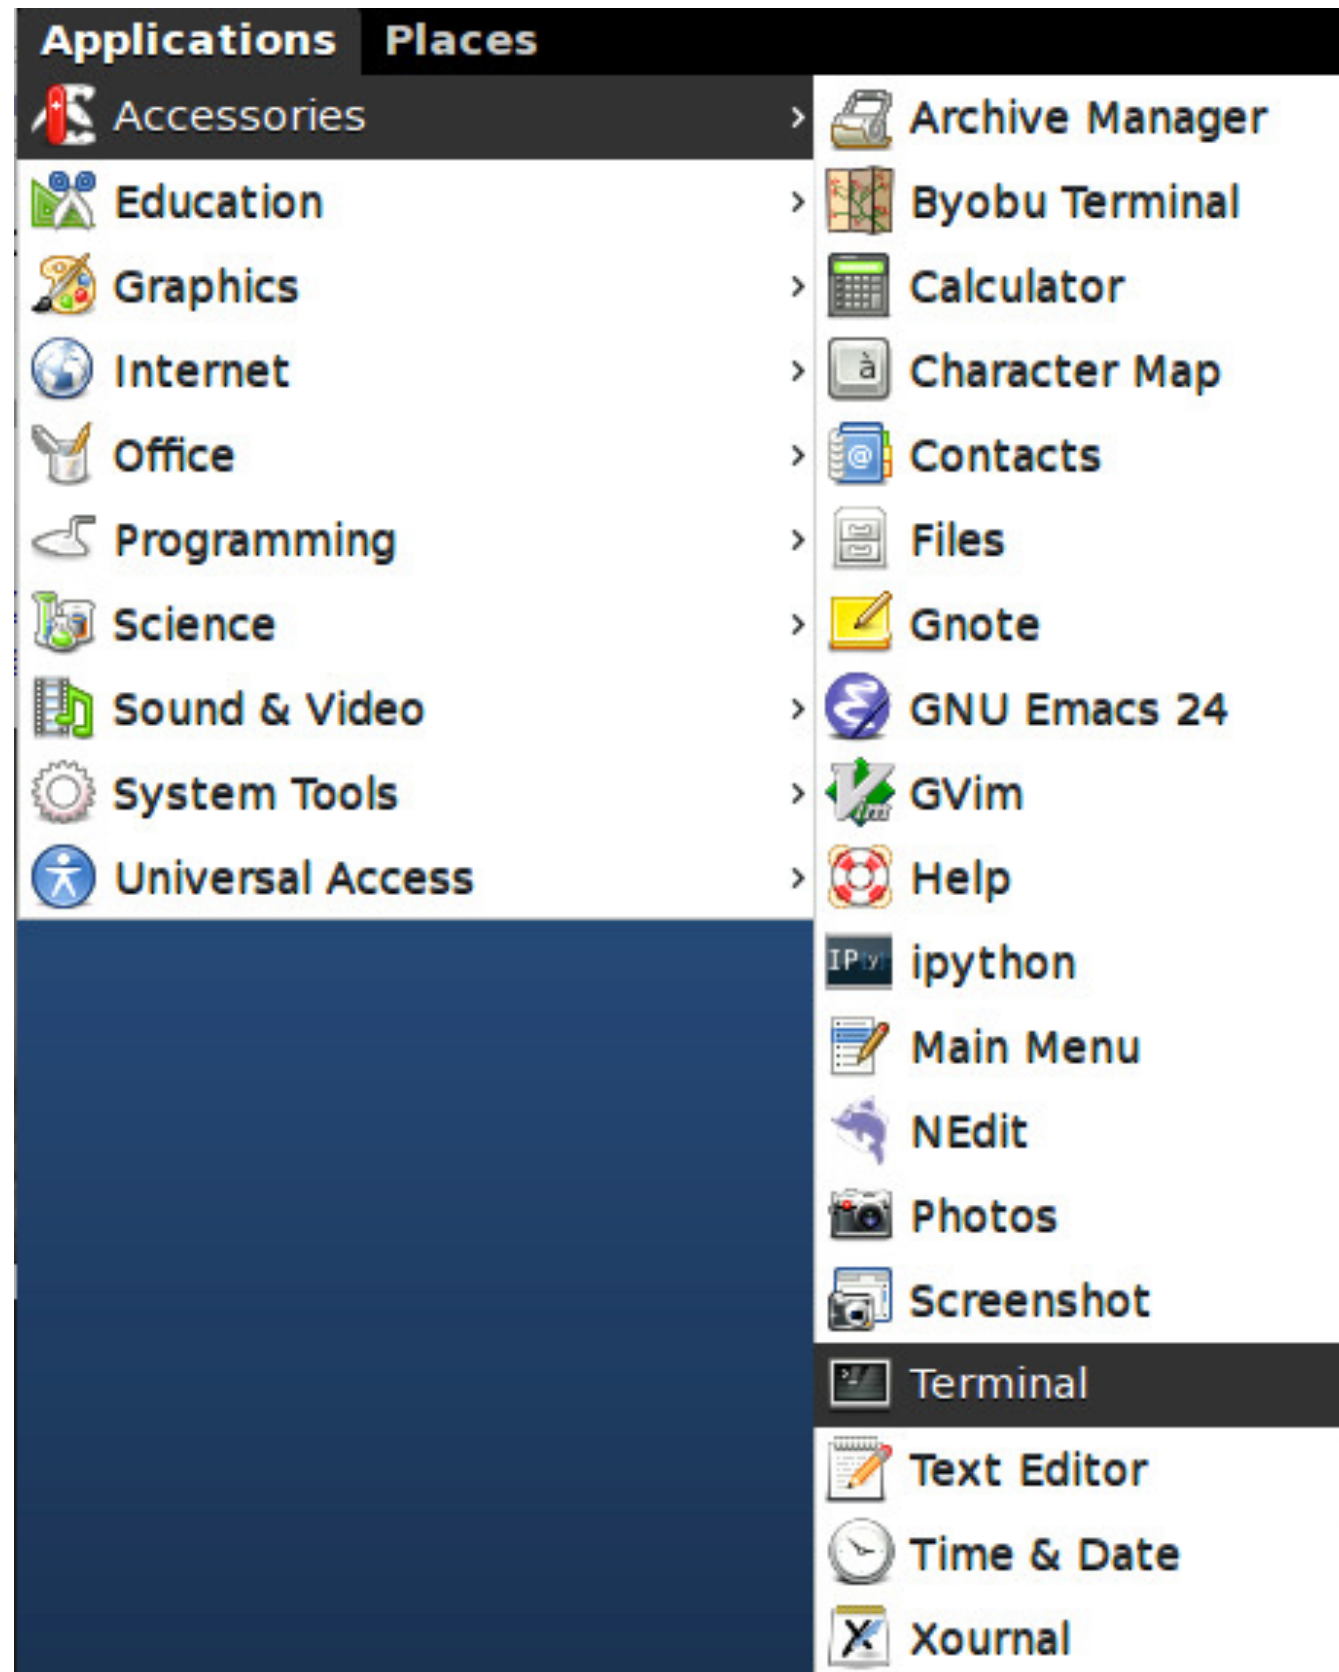 Applications Places
Accessories
Education
Graphics
Internet
Office
Programming
Science
Sound & Video
System Tools
Universal Access
Archive Manager
Byobu Terminal
Calculator
à
Character Map
@
Contacts
Files
Gnote
GNU Emacs 24
Vim
GVim
Help
IP[y]
ipython
Main Menu
NEdit
Photos
Screenshot
Terminal
Text Editor
Time & Date
X
Xournal